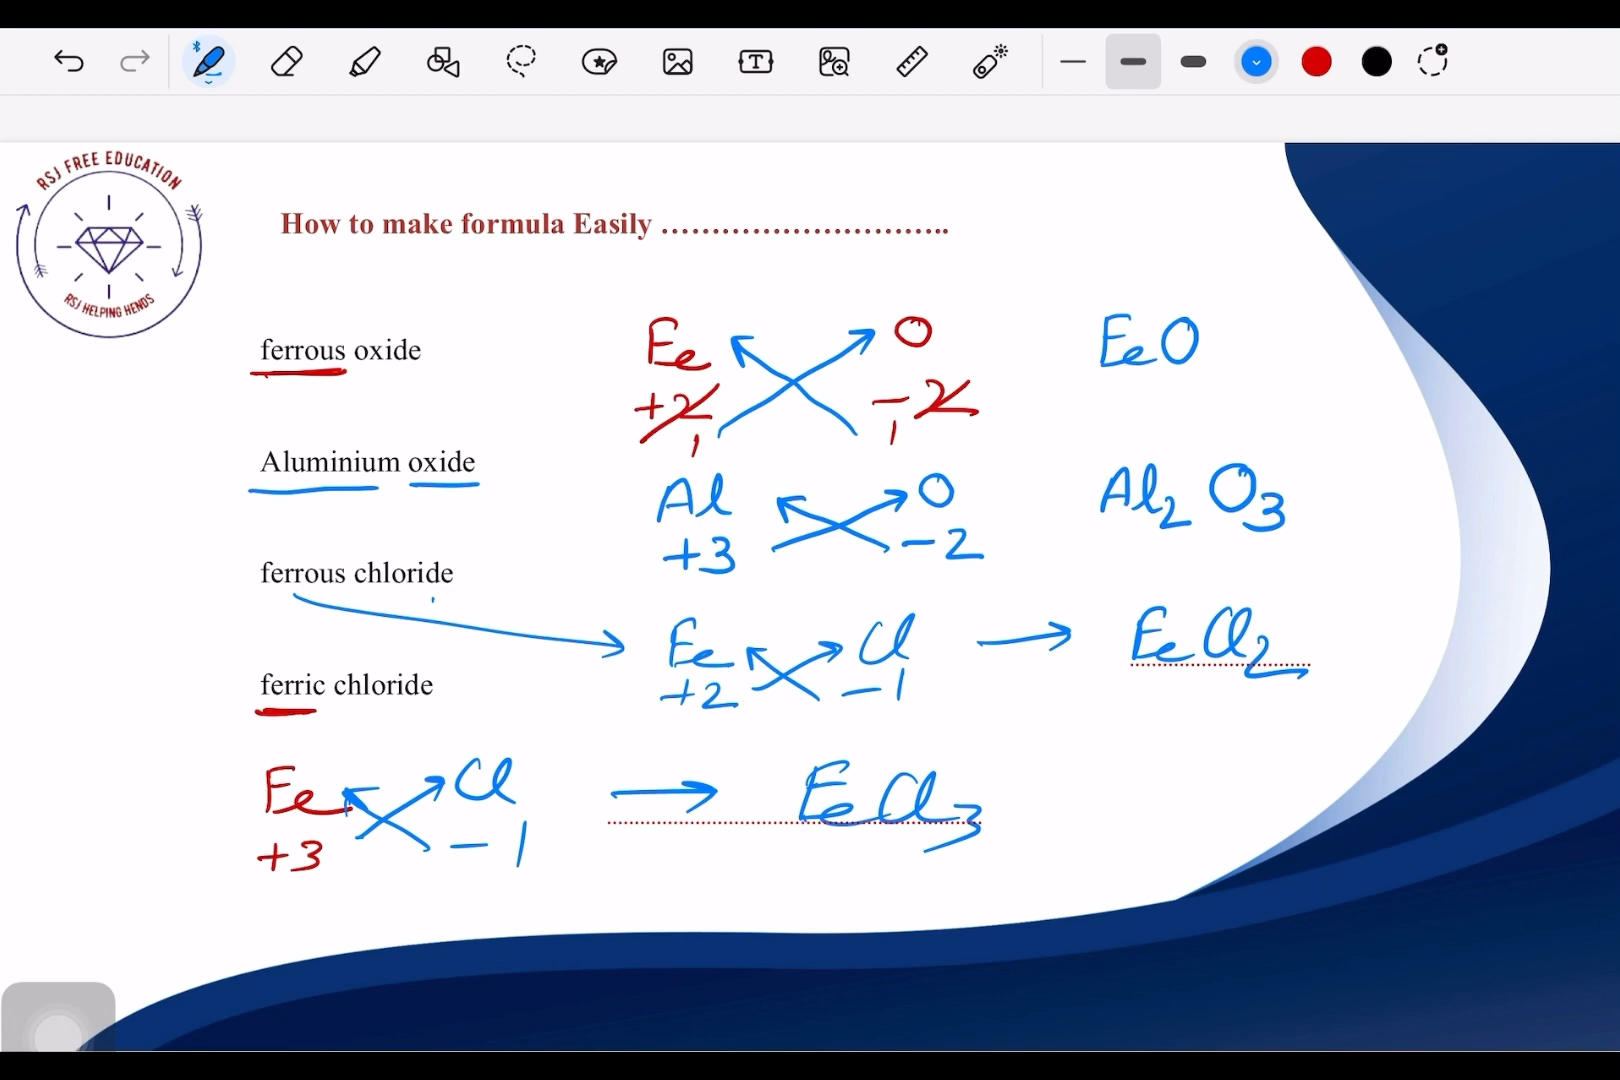 RSJ FREE EDUCATION
RSJ HELPING HENDS
How to make formula Easily ................................
ferrous oxide
Fe O FeO
+2 -2
1 1
Aluminium oxide
Al O Al2 O3
+3 -2
ferrous chloride
Fe Cl → FeCl2
+2 -1
ferric chloride
Fe Cl → FeCl3
+3 -1